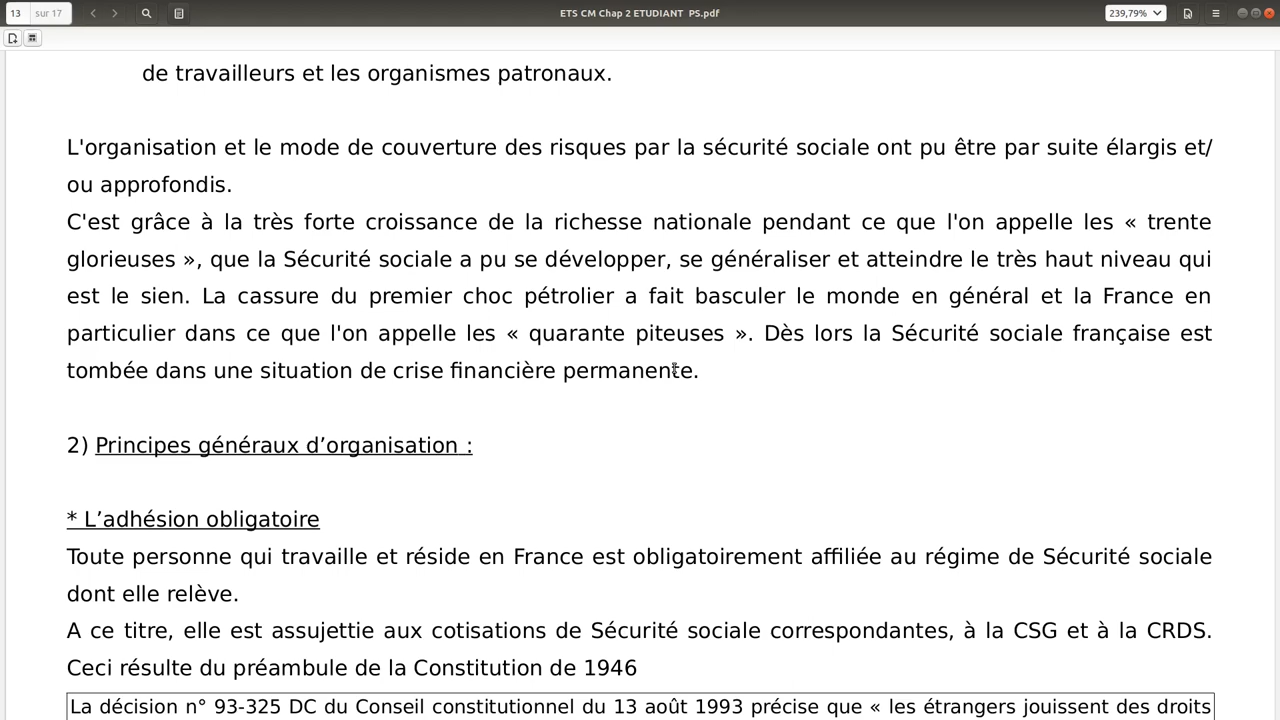 13 sur 17
ETS CM Chap 2 ETUDIANT PS.pdf
239,79%
de travailleurs et les organismes patronaux.
L'organisation et le mode de couverture des risques par la sécurité sociale ont pu être par suite élargis et/
ou approfondis.
C'est grâce à la très forte croissance de la richesse nationale pendant ce que l'on appelle les « trente
glorieuses », que la Sécurité sociale a pu se développer, se généraliser et atteindre le très haut niveau qui
est le sien. La cassure du premier choc pétrolier a fait basculer le monde en général et la France en
particulier dans ce que l'on appelle les « quarante piteuses ». Dès lors la Sécurité sociale française est
tombée dans une situation de crise financière permanente.
2) Principes généraux d’organisation :
* L’adhésion obligatoire
Toute personne qui travaille et réside en France est obligatoirement affiliée au régime de Sécurité sociale
dont elle relève.
A ce titre, elle est assujettie aux cotisations de Sécurité sociale correspondantes, à la CSG et à la CRDS.
Ceci résulte du préambule de la Constitution de 1946
La décision n° 93-325 DC du Conseil constitutionnel du 13 août 1993 précise que « les étrangers jouissent des droits